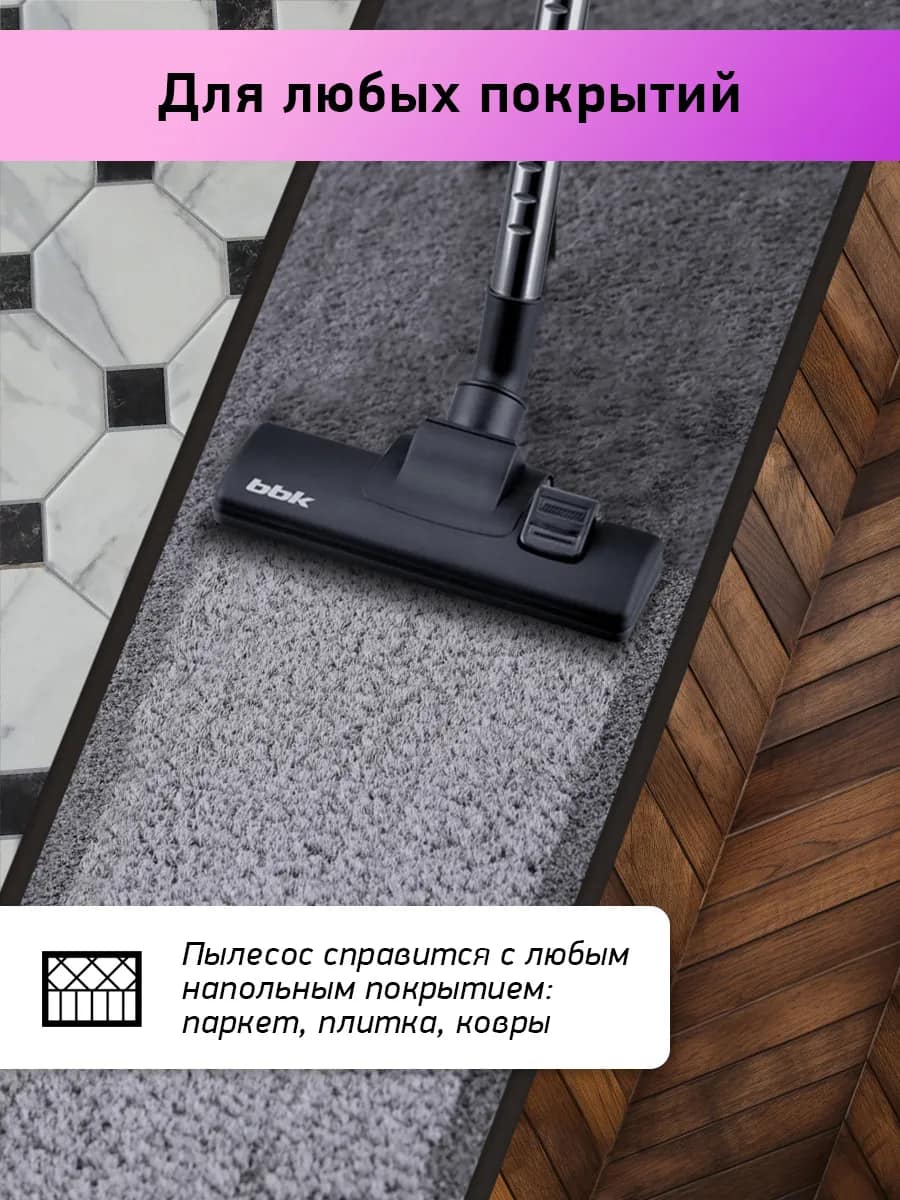 Для любых покрытий
bbk
Пылесос справится с любым
напольным покрытием:
паркет, плитка, ковры